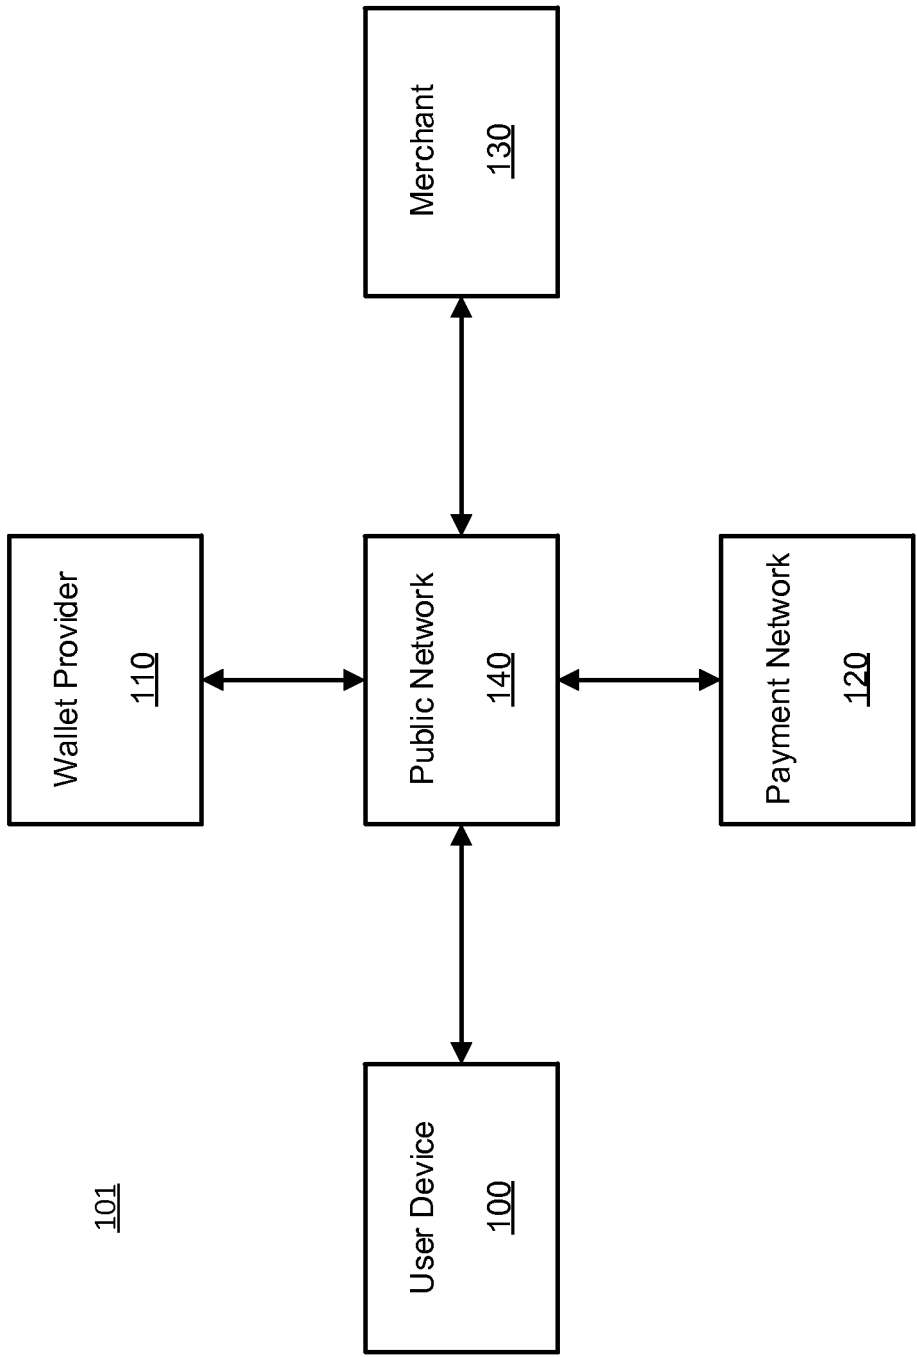 101
Wallet Provider
110
User Device
100
Public Network
140
Merchant
130
Payment Network
120